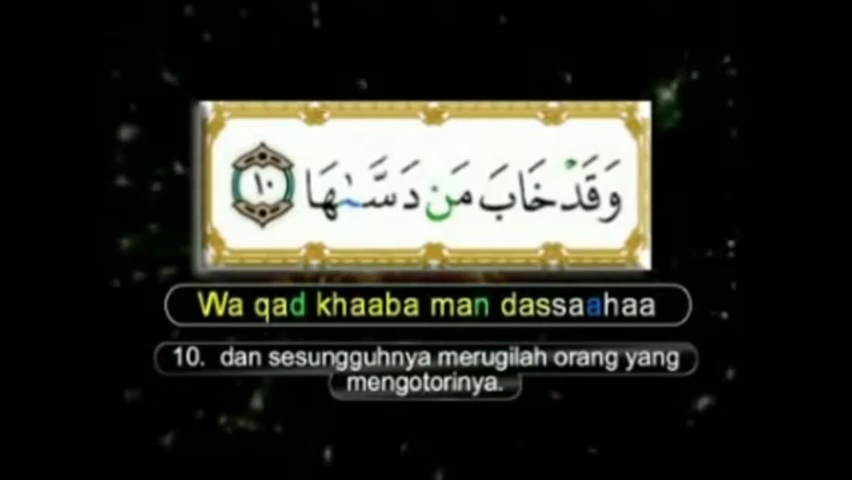 وَقَدْ خَابَ مَن دَسَّىٰهَا ١٠
Wa qad khaaba man dassaahaa
10. dan sesungguhnya merugilah orang yang
mengotorinya.